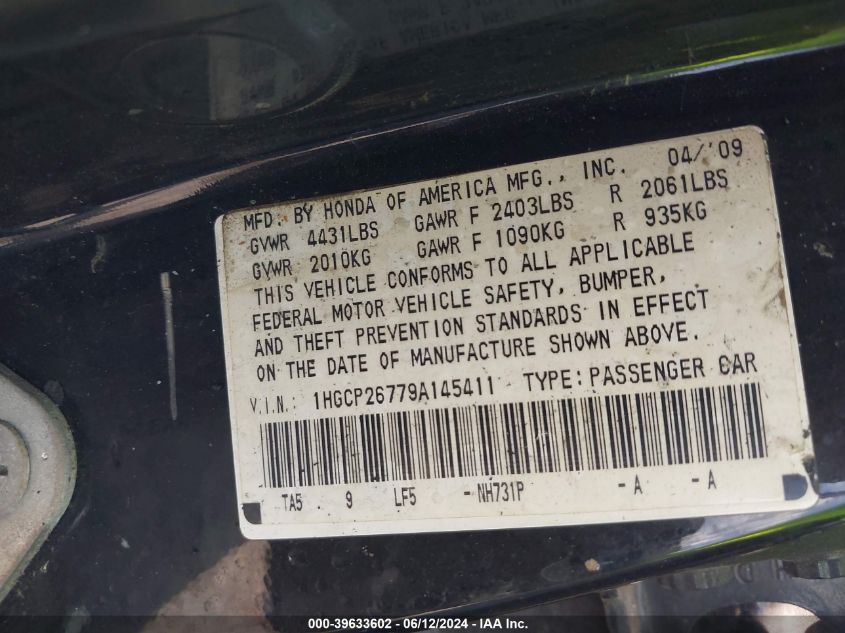 MFD. BY HONDA OF AMERICA MFG., INC. 04/'09
GVWR 4431LBS GAWR F 2403LBS R 2061LBS
GVWR 2010KG GAWR F 1090KG R 935KG
THIS VEHICLE CONFORMS TO ALL APPLICABLE
FEDERAL MOTOR VEHICLE SAFETY, BUMPER,
AND THEFT PREVENTION STANDARDS IN EFFECT
ON THE DATE OF MANUFACTURE SHOWN ABOVE.
V.I.N.: 1HGCP26779A145411 TYPE:PASSENGER CAR
TA5 9 LF5 -NH731P -A -A
000-39633602 - 06/12/2024 - IAA Inc.